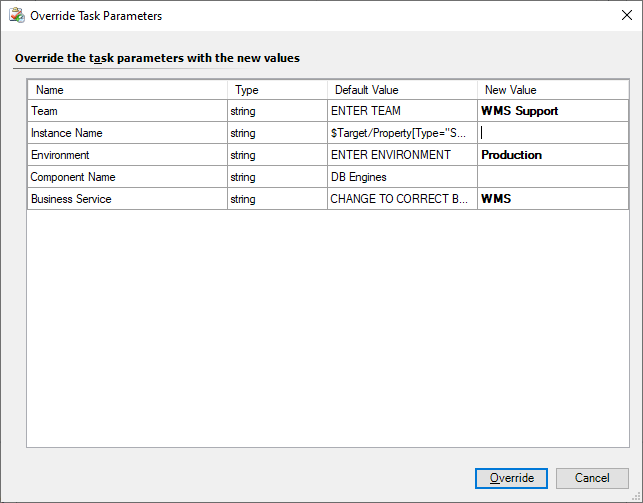 Override Task Parameters
Override the task parameters with the new values
Name Type Default Value New Value
Team string ENTER TEAM WMS Support
Instance Name string $Target/Property[Type="S...
Environment string ENTER ENVIRONMENT Production
Component Name string DB Engines
Business Service string CHANGE TO CORRECT B... WMS
Override Cancel